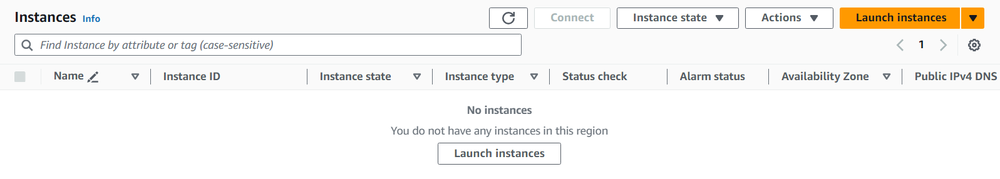 Instances Info Connect Instance state Actions Launch instances
Find Instance by attribute or tag (case-sensitive) 1
Name Instance ID Instance state Instance type Status check Alarm status Availability Zone Public IPv4 DNS
No instances
You do not have any instances in this region
Launch instances